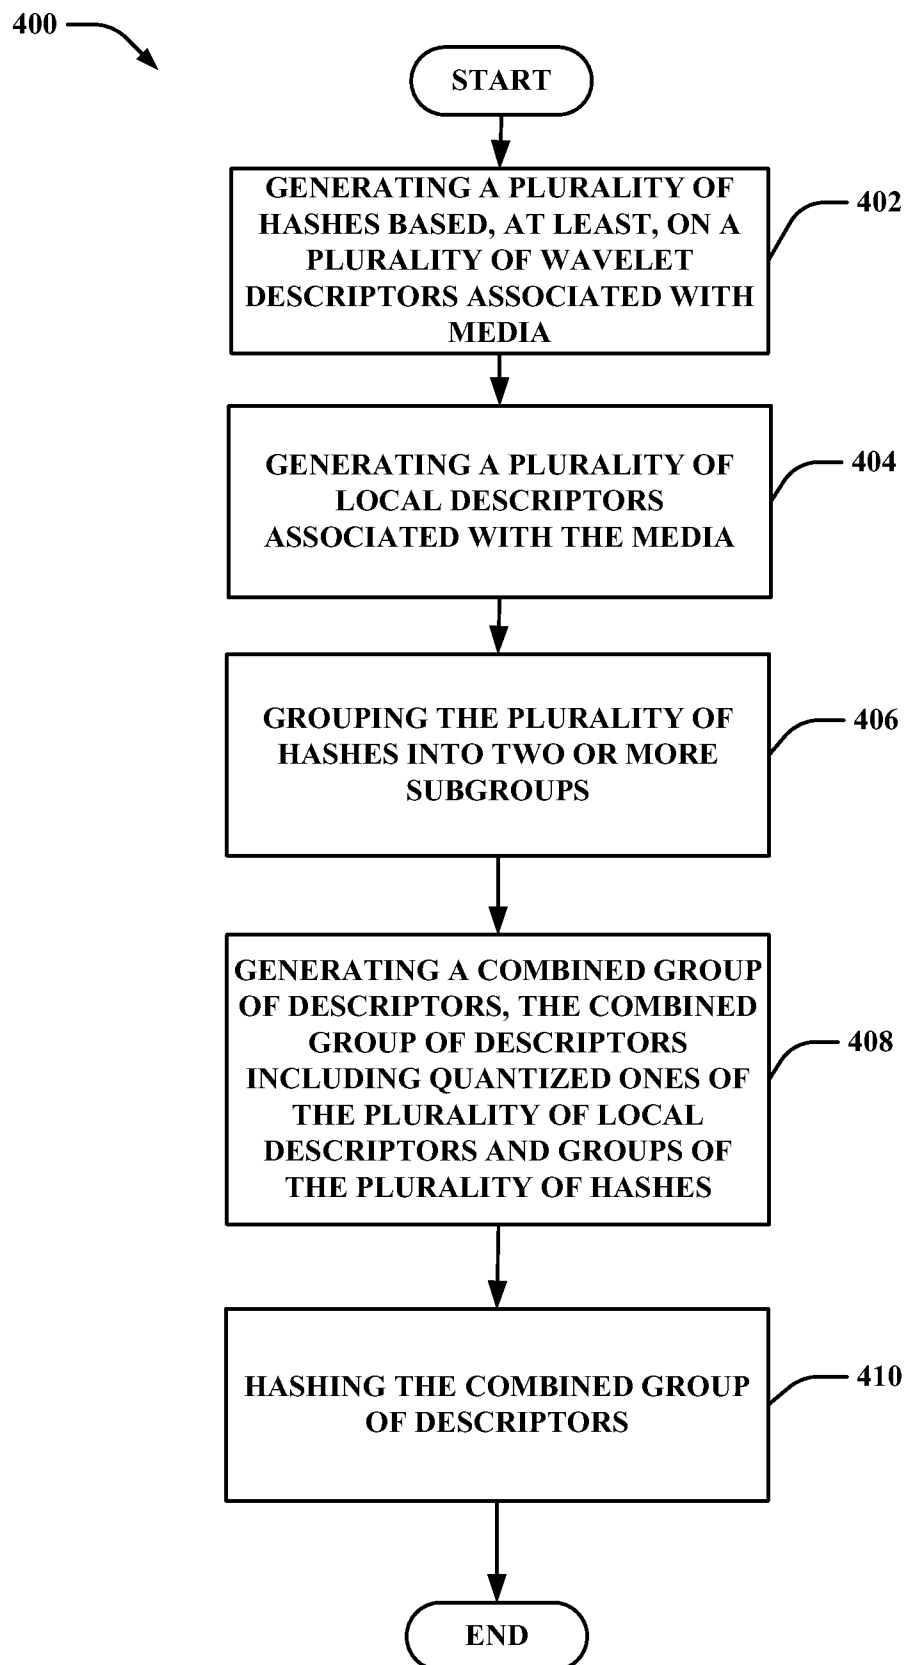 400
START
GENERATING A PLURALITY OF
HASHES BASED, AT LEAST, ON A
PLURALITY OF WAVELET
DESCRIPTORS ASSOCIATED WITH
MEDIA
402
GENERATING A PLURALITY OF
LOCAL DESCRIPTORS
ASSOCIATED WITH THE MEDIA
404
GROUPING THE PLURALITY OF
HASHES INTO TWO OR MORE
SUBGROUPS
406
GENERATING A COMBINED GROUP
OF DESCRIPTORS, THE COMBINED
GROUP OF DESCRIPTORS
INCLUDING QUANTIZED ONES OF
THE PLURALITY OF LOCAL
DESCRIPTORS AND GROUPS OF
THE PLURALITY OF HASHES
408
HASHING THE COMBINED GROUP
OF DESCRIPTORS
410
END